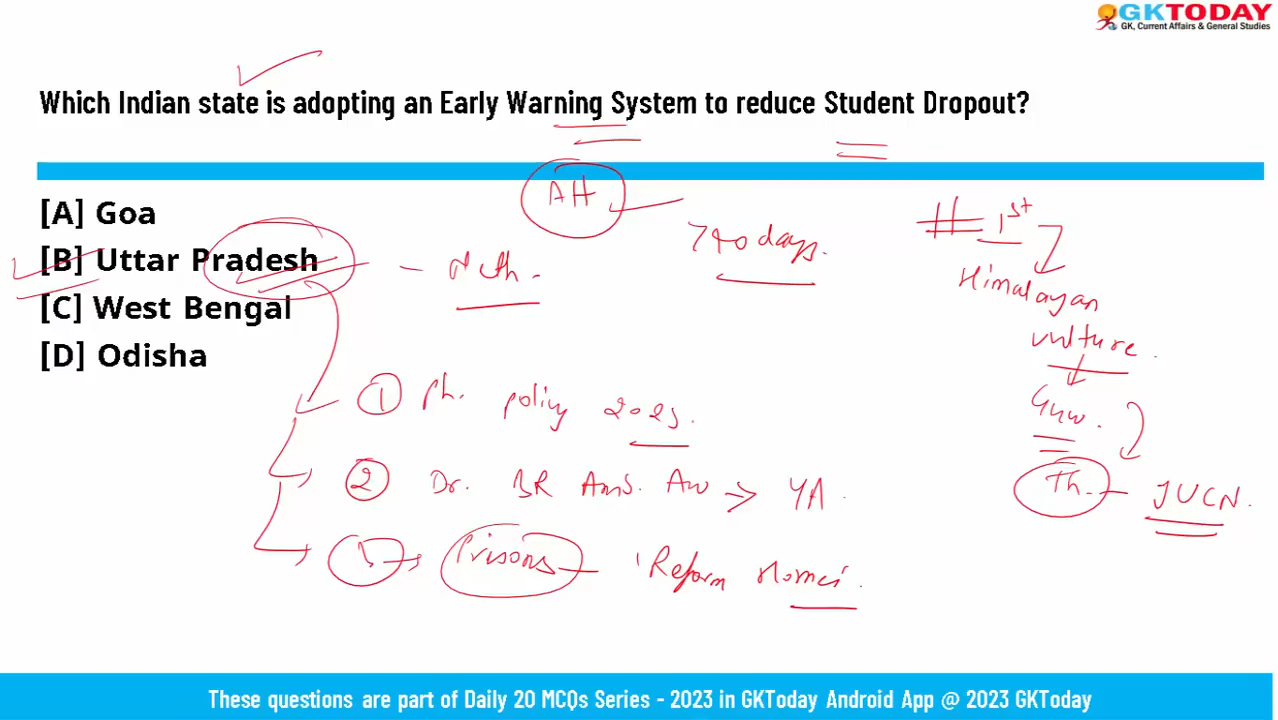 GKTODAY
GK, Current Affairs & General Studies
Which Indian state is adopting an Early Warning System to reduce Student Dropout?
[A] Goa
[B] Uttar Pradesh
[C] West Bengal
[D] Odisha
AH
740 days.
# 1st
Himalayan
vulture.
Guw.
Th. - IUCN.
① Ph. policy 2023.
② Dr. BR Amb. Aw => YA.
Prisons - 'Reform Homes'.
These questions are part of Daily 20 MCQs Series - 2023 in GKToday Android App @ 2023 GKToday